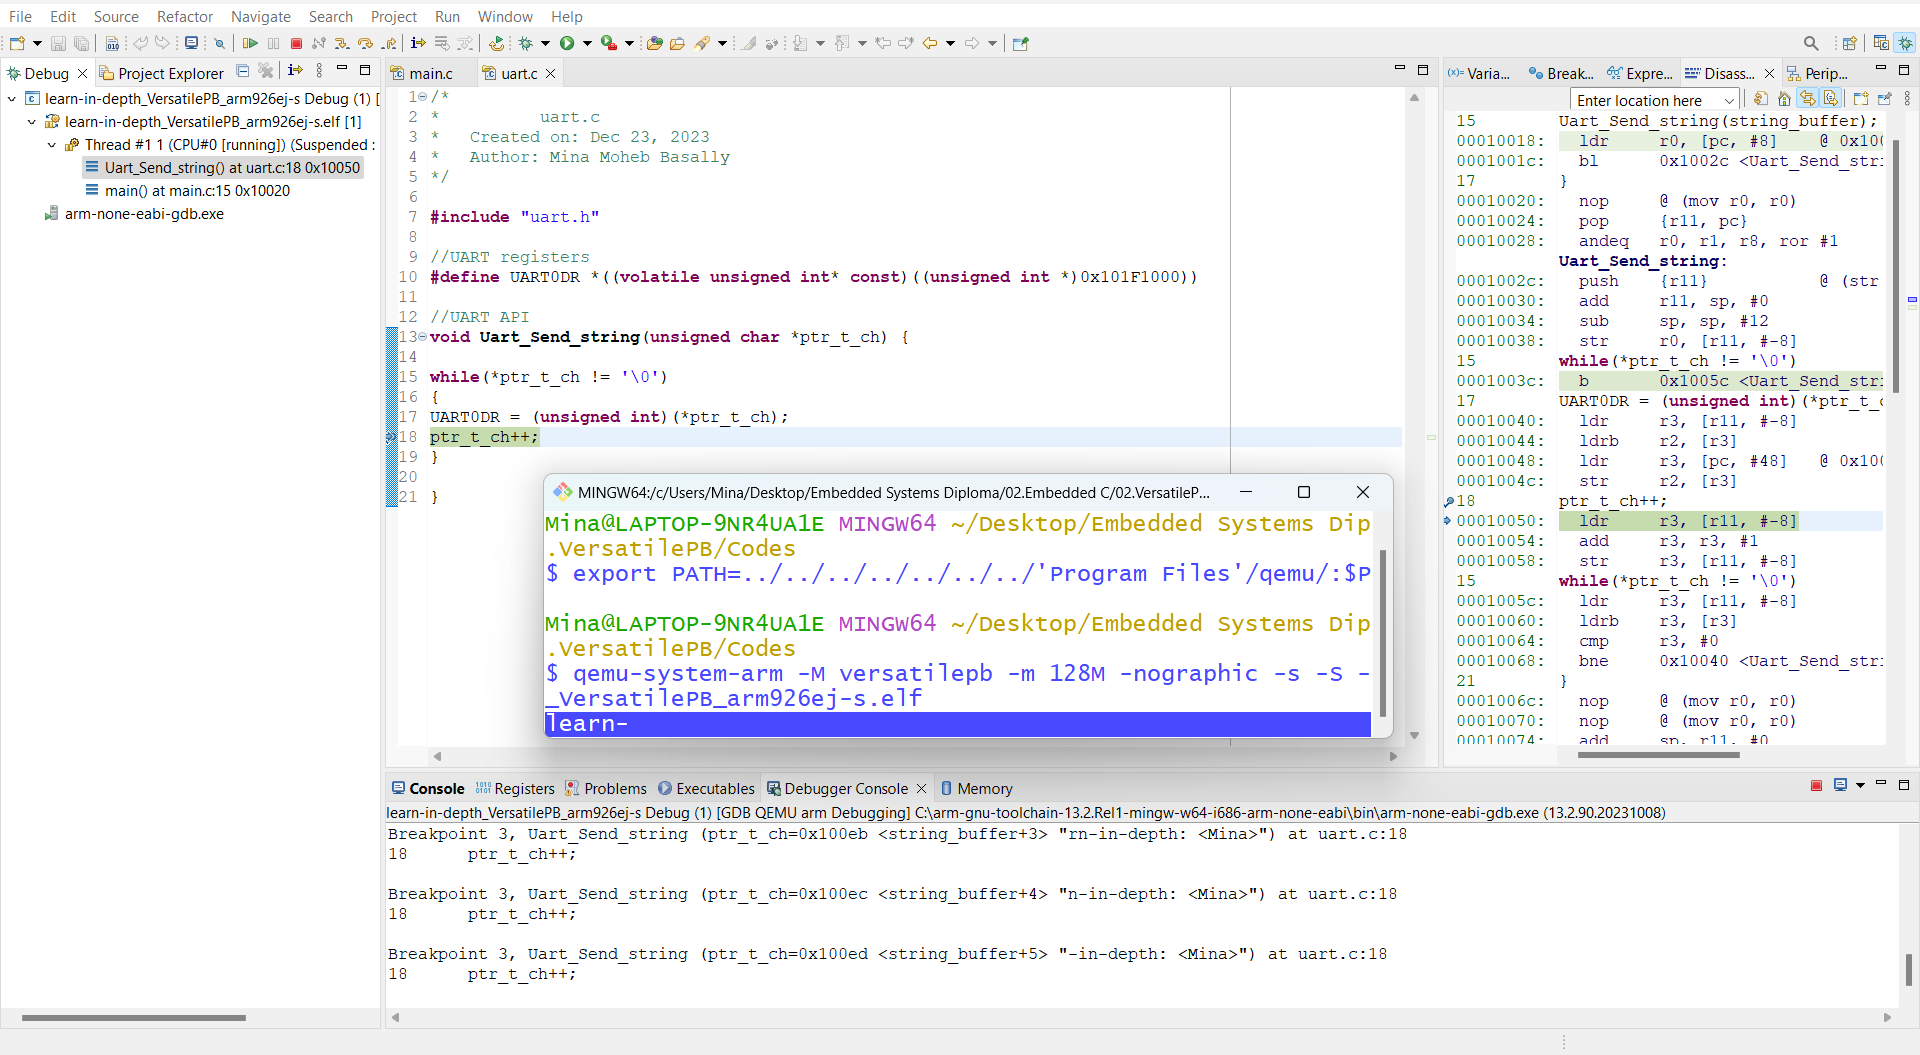 File Edit Source Refactor Navigate Search Project Run Window Help
Debug Project Explorer
learn-in-depth_VersatilePB_arm926ej-s Debug (1) [
learn-in-depth_VersatilePB_arm926ej-s.elf [1]
Thread #1 1 (CPU#0 [running]) (Suspended :
Uart_Send_string() at uart.c:18 0x10050
main() at main.c:15 0x10020
arm-none-eabi-gdb.exe
main.c uart.c
1 /*
2 * uart.c
3 * Created on: Dec 23, 2023
4 * Author: Mina Moheb Basally
5 */
6
7 #include "uart.h"
8
9 //UART registers
10 #define UART0DR *((volatile unsigned int* const)((unsigned int *)0x101F1000))
11
12 //UART API
13 void Uart_Send_string(unsigned char *ptr_t_ch) {
14
15 while(*ptr_t_ch != '\0')
16 {
17 UART0DR = (unsigned int)(*ptr_t_ch);
18 ptr_t_ch++;
19 }
20
21 }
MINGW64:/c/Users/Mina/Desktop/Embedded Systems Diploma/02.Embedded C/02.VersatileP...
Mina@LAPTOP-9NR4UA1E MINGW64 ~/Desktop/Embedded Systems Dip
.VersatilePB/Codes
$ export PATH=../../../../../../../'Program Files'/qemu/:$P
Mina@LAPTOP-9NR4UA1E MINGW64 ~/Desktop/Embedded Systems Dip
.VersatilePB/Codes
$ qemu-system-arm -M versatilepb -m 128M -nographic -s -S -
_VersatilePB_arm926ej-s.elf
learn-
(x)= Varia... Break... Expre... Disass... Perip...
Enter location here
15 Uart_Send_string(string_buffer);
00010018: ldr r0, [pc, #8] @ 0x100
0001001c: bl 0x1002c <Uart_Send_stri
17 }
00010020: nop @ (mov r0, r0)
00010024: pop {r11, pc}
00010028: andeq r0, r1, r8, ror #1
Uart_Send_string:
0001002c: push {r11} @ (str
00010030: add r11, sp, #0
00010034: sub sp, sp, #12
00010038: str r0, [r11, #-8]
15 while(*ptr_t_ch != '\0')
0001003c: b 0x1005c <Uart_Send_stri
17 UART0DR = (unsigned int)(*ptr_t_c
00010040: ldr r3, [r11, #-8]
00010044: ldrb r2, [r3]
00010048: ldr r3, [pc, #48] @ 0x100
0001004c: str r2, [r3]
18 ptr_t_ch++;
00010050: ldr r3, [r11, #-8]
00010054: add r3, r3, #1
00010058: str r3, [r11, #-8]
15 while(*ptr_t_ch != '\0')
0001005c: ldr r3, [r11, #-8]
00010060: ldrb r3, [r3]
00010064: cmp r3, #0
00010068: bne 0x10040 <Uart_Send_stri
21 }
0001006c: nop @ (mov r0, r0)
00010070: nop @ (mov r0, r0)
00010074: add sp, r11, #0
Console Registers Problems Executables Debugger Console Memory
learn-in-depth_VersatilePB_arm926ej-s Debug (1) [GDB QEMU arm Debugging] C:\arm-gnu-toolchain-13.2.Rel1-mingw-w64-i686-arm-none-eabi\bin\arm-none-eabi-gdb.exe (13.2.90.20231008)
Breakpoint 3, Uart_Send_string (ptr_t_ch=0x100eb <string_buffer+3> "rn-in-depth: <Mina>") at uart.c:18
18 ptr_t_ch++;
Breakpoint 3, Uart_Send_string (ptr_t_ch=0x100ec <string_buffer+4> "n-in-depth: <Mina>") at uart.c:18
18 ptr_t_ch++;
Breakpoint 3, Uart_Send_string (ptr_t_ch=0x100ed <string_buffer+5> "-in-depth: <Mina>") at uart.c:18
18 ptr_t_ch++;